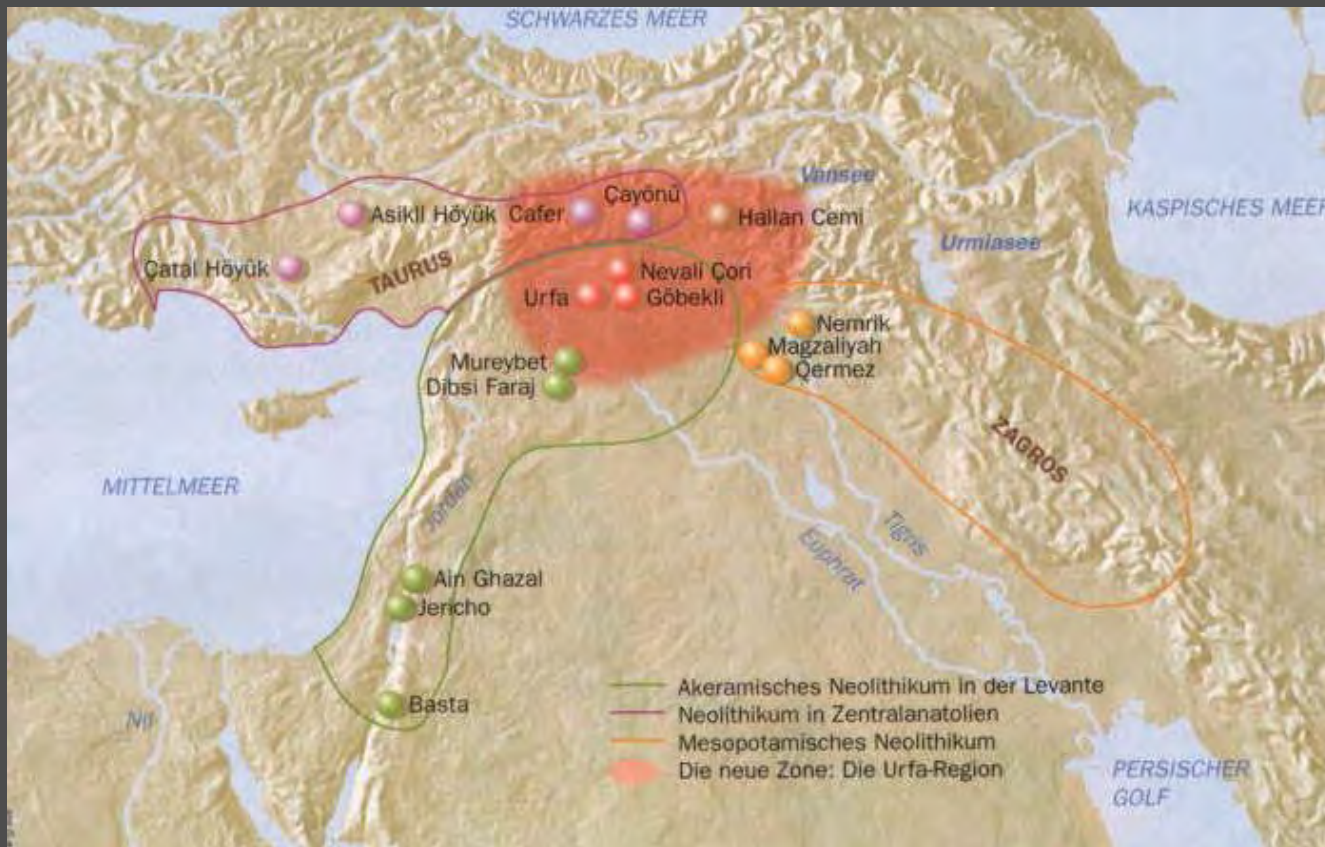 SCHWARZES MEER
Vansee
KASPISCHES MEER
Çayönü
Asikli Höyük
Cafer
Hallan Cemi
Urmiasee
Çatal Höyük
TAURUS
Nevali Çori
Urfa
Göbekli
Nemrik
Magzaliyah
Qermez
Mureybet
Dibsi Faraj
ZAGROS
MITTELMEER
Jordan
Tigris
Euphrat
Ain Ghazal
Jericho
Basta
Nil
Akeramisches Neolithikum in der Levante
Neolithikum in Zentralanatolien
Mesopotamisches Neolithikum
Die neue Zone: Die Urfa-Region
PERSISCHER
GOLF